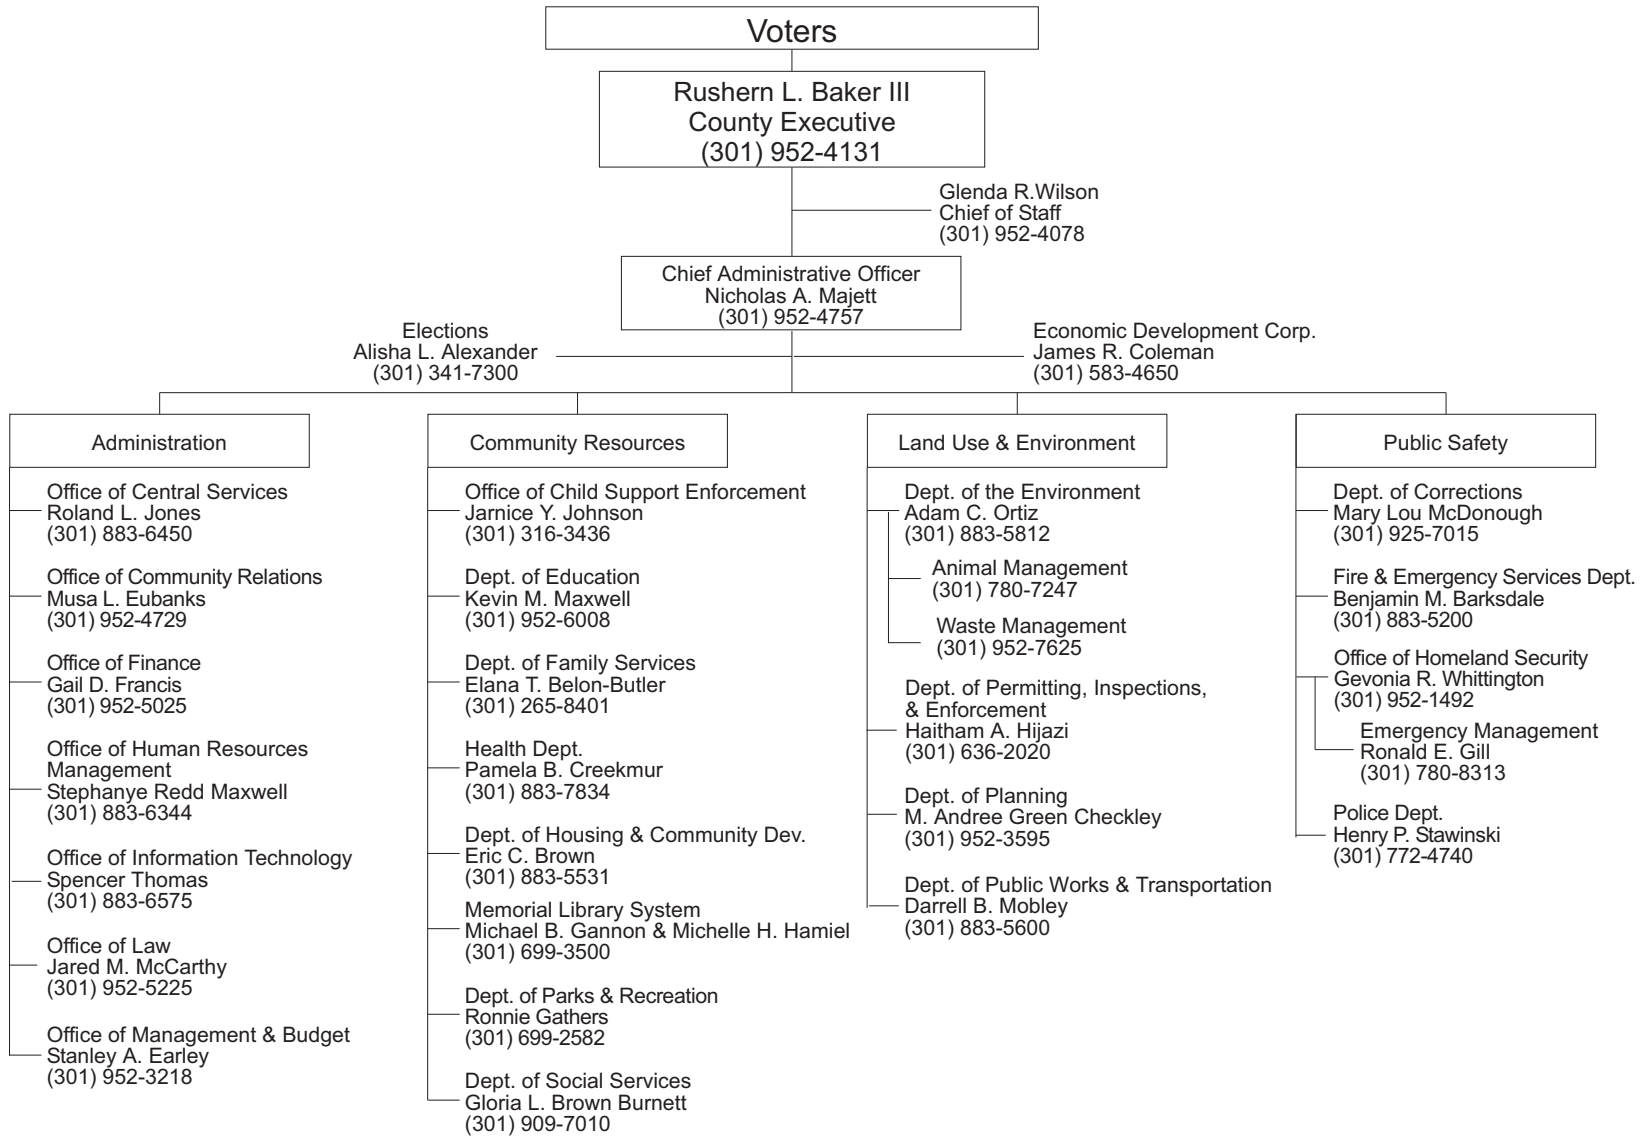 Voters
Rushern L. Baker III
County Executive
(301) 952-4131
Glenda R.Wilson
Chief of Staff
(301) 952-4078
Chief Administrative Officer
Nicholas A. Majett
(301) 952-4757
Elections
Alisha L. Alexander
(301) 341-7300
Economic Development Corp.
James R. Coleman
(301) 583-4650
Administration
Office of Central Services
Roland L. Jones
(301) 883-6450
Office of Community Relations
Musa L. Eubanks
(301) 952-4729
Office of Finance
Gail D. Francis
(301) 952-5025
Office of Human Resources
Management
Stephanye Redd Maxwell
(301) 883-6344
Office of Information Technology
Spencer Thomas
(301) 883-6575
Office of Law
Jared M. McCarthy
(301) 952-5225
Office of Management & Budget
Stanley A. Earley
(301) 952-3218
Community Resources
Office of Child Support Enforcement
Jarnice Y. Johnson
(301) 316-3436
Dept. of Education
Kevin M. Maxwell
(301) 952-6008
Dept. of Family Services
Elana T. Belon-Butler
(301) 265-8401
Health Dept.
Pamela B. Creekmur
(301) 883-7834
Dept. of Housing & Community Dev.
Eric C. Brown
(301) 883-5531
Memorial Library System
Michael B. Gannon & Michelle H. Hamiel
(301) 699-3500
Dept. of Parks & Recreation
Ronnie Gathers
(301) 699-2582
Dept. of Social Services
Gloria L. Brown Burnett
(301) 909-7010
Land Use & Environment
Dept. of the Environment
Adam C. Ortiz
(301) 883-5812
Animal Management
(301) 780-7247
Waste Management
(301) 952-7625
Dept. of Permitting, Inspections,
& Enforcement
Haitham A. Hijazi
(301) 636-2020
Dept. of Planning
M. Andree Green Checkley
(301) 952-3595
Dept. of Public Works & Transportation
Darrell B. Mobley
(301) 883-5600
Public Safety
Dept. of Corrections
Mary Lou McDonough
(301) 925-7015
Fire & Emergency Services Dept.
Benjamin M. Barksdale
(301) 883-5200
Office of Homeland Security
Gevonia R. Whittington
(301) 952-1492
Emergency Management
Ronald E. Gill
(301) 780-8313
Police Dept.
Henry P. Stawinski
(301) 772-4740